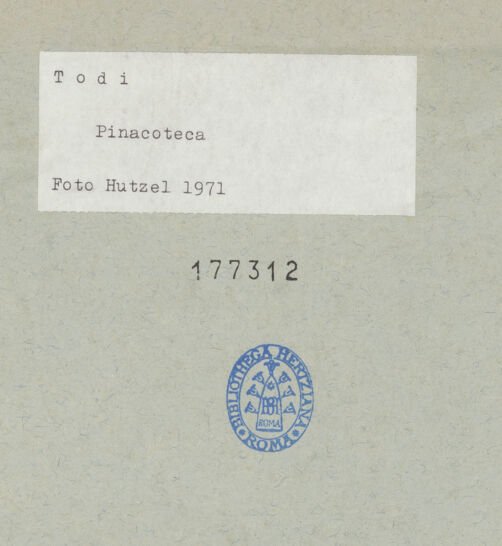 T o d i
Pinacoteca
Foto Hutzel 1971
177312
BIBLIOTHECA HERTZIANA
ROMA
ROMA